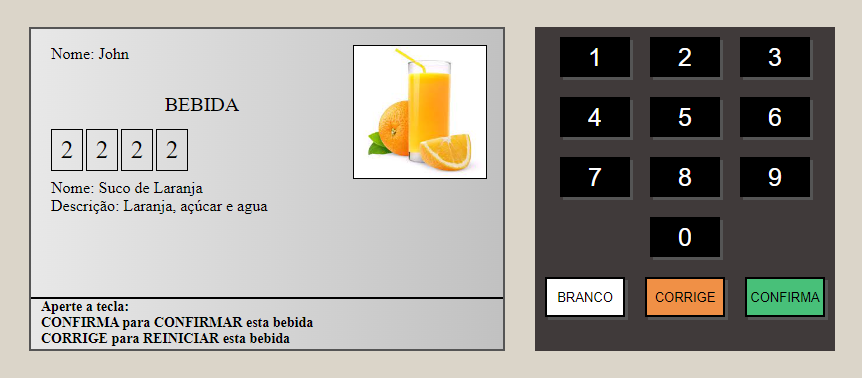 Nome: John
BEBIDA
2 2 2 2
Nome: Suco de Laranja
Descrição: Laranja, açúcar e agua
Aperte a tecla:
CONFIRMA para CONFIRMAR esta bebida
CORRIGE para REINICIAR esta bebida
1 2 3
4 5 6
7 8 9
0
BRANCO CORRIGE CONFIRMA